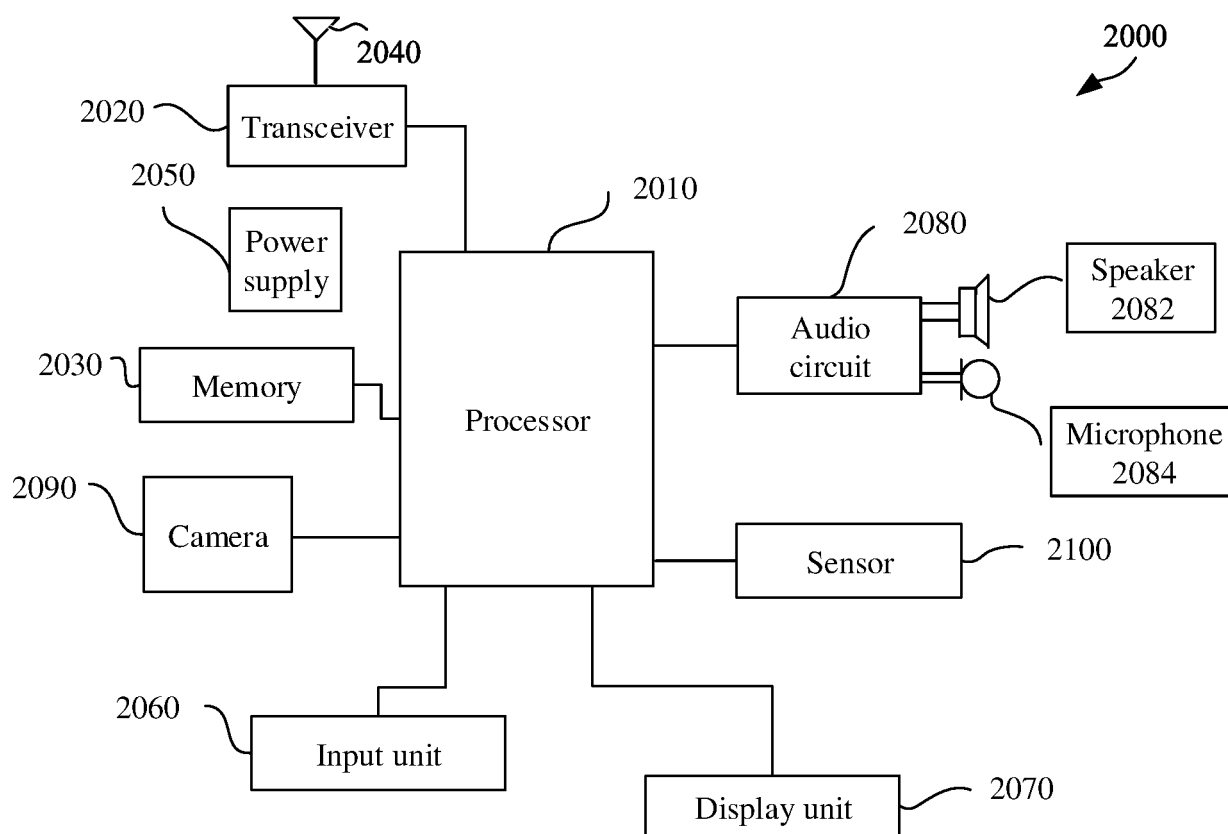 2040
2000
2020
Transceiver
2050
2010
Power
supply
2080
Speaker
2082
Audio
circuit
2030
Memory
Processor
Microphone
2084
2090
Camera
Sensor
2100
2060
Input unit
Display unit
2070